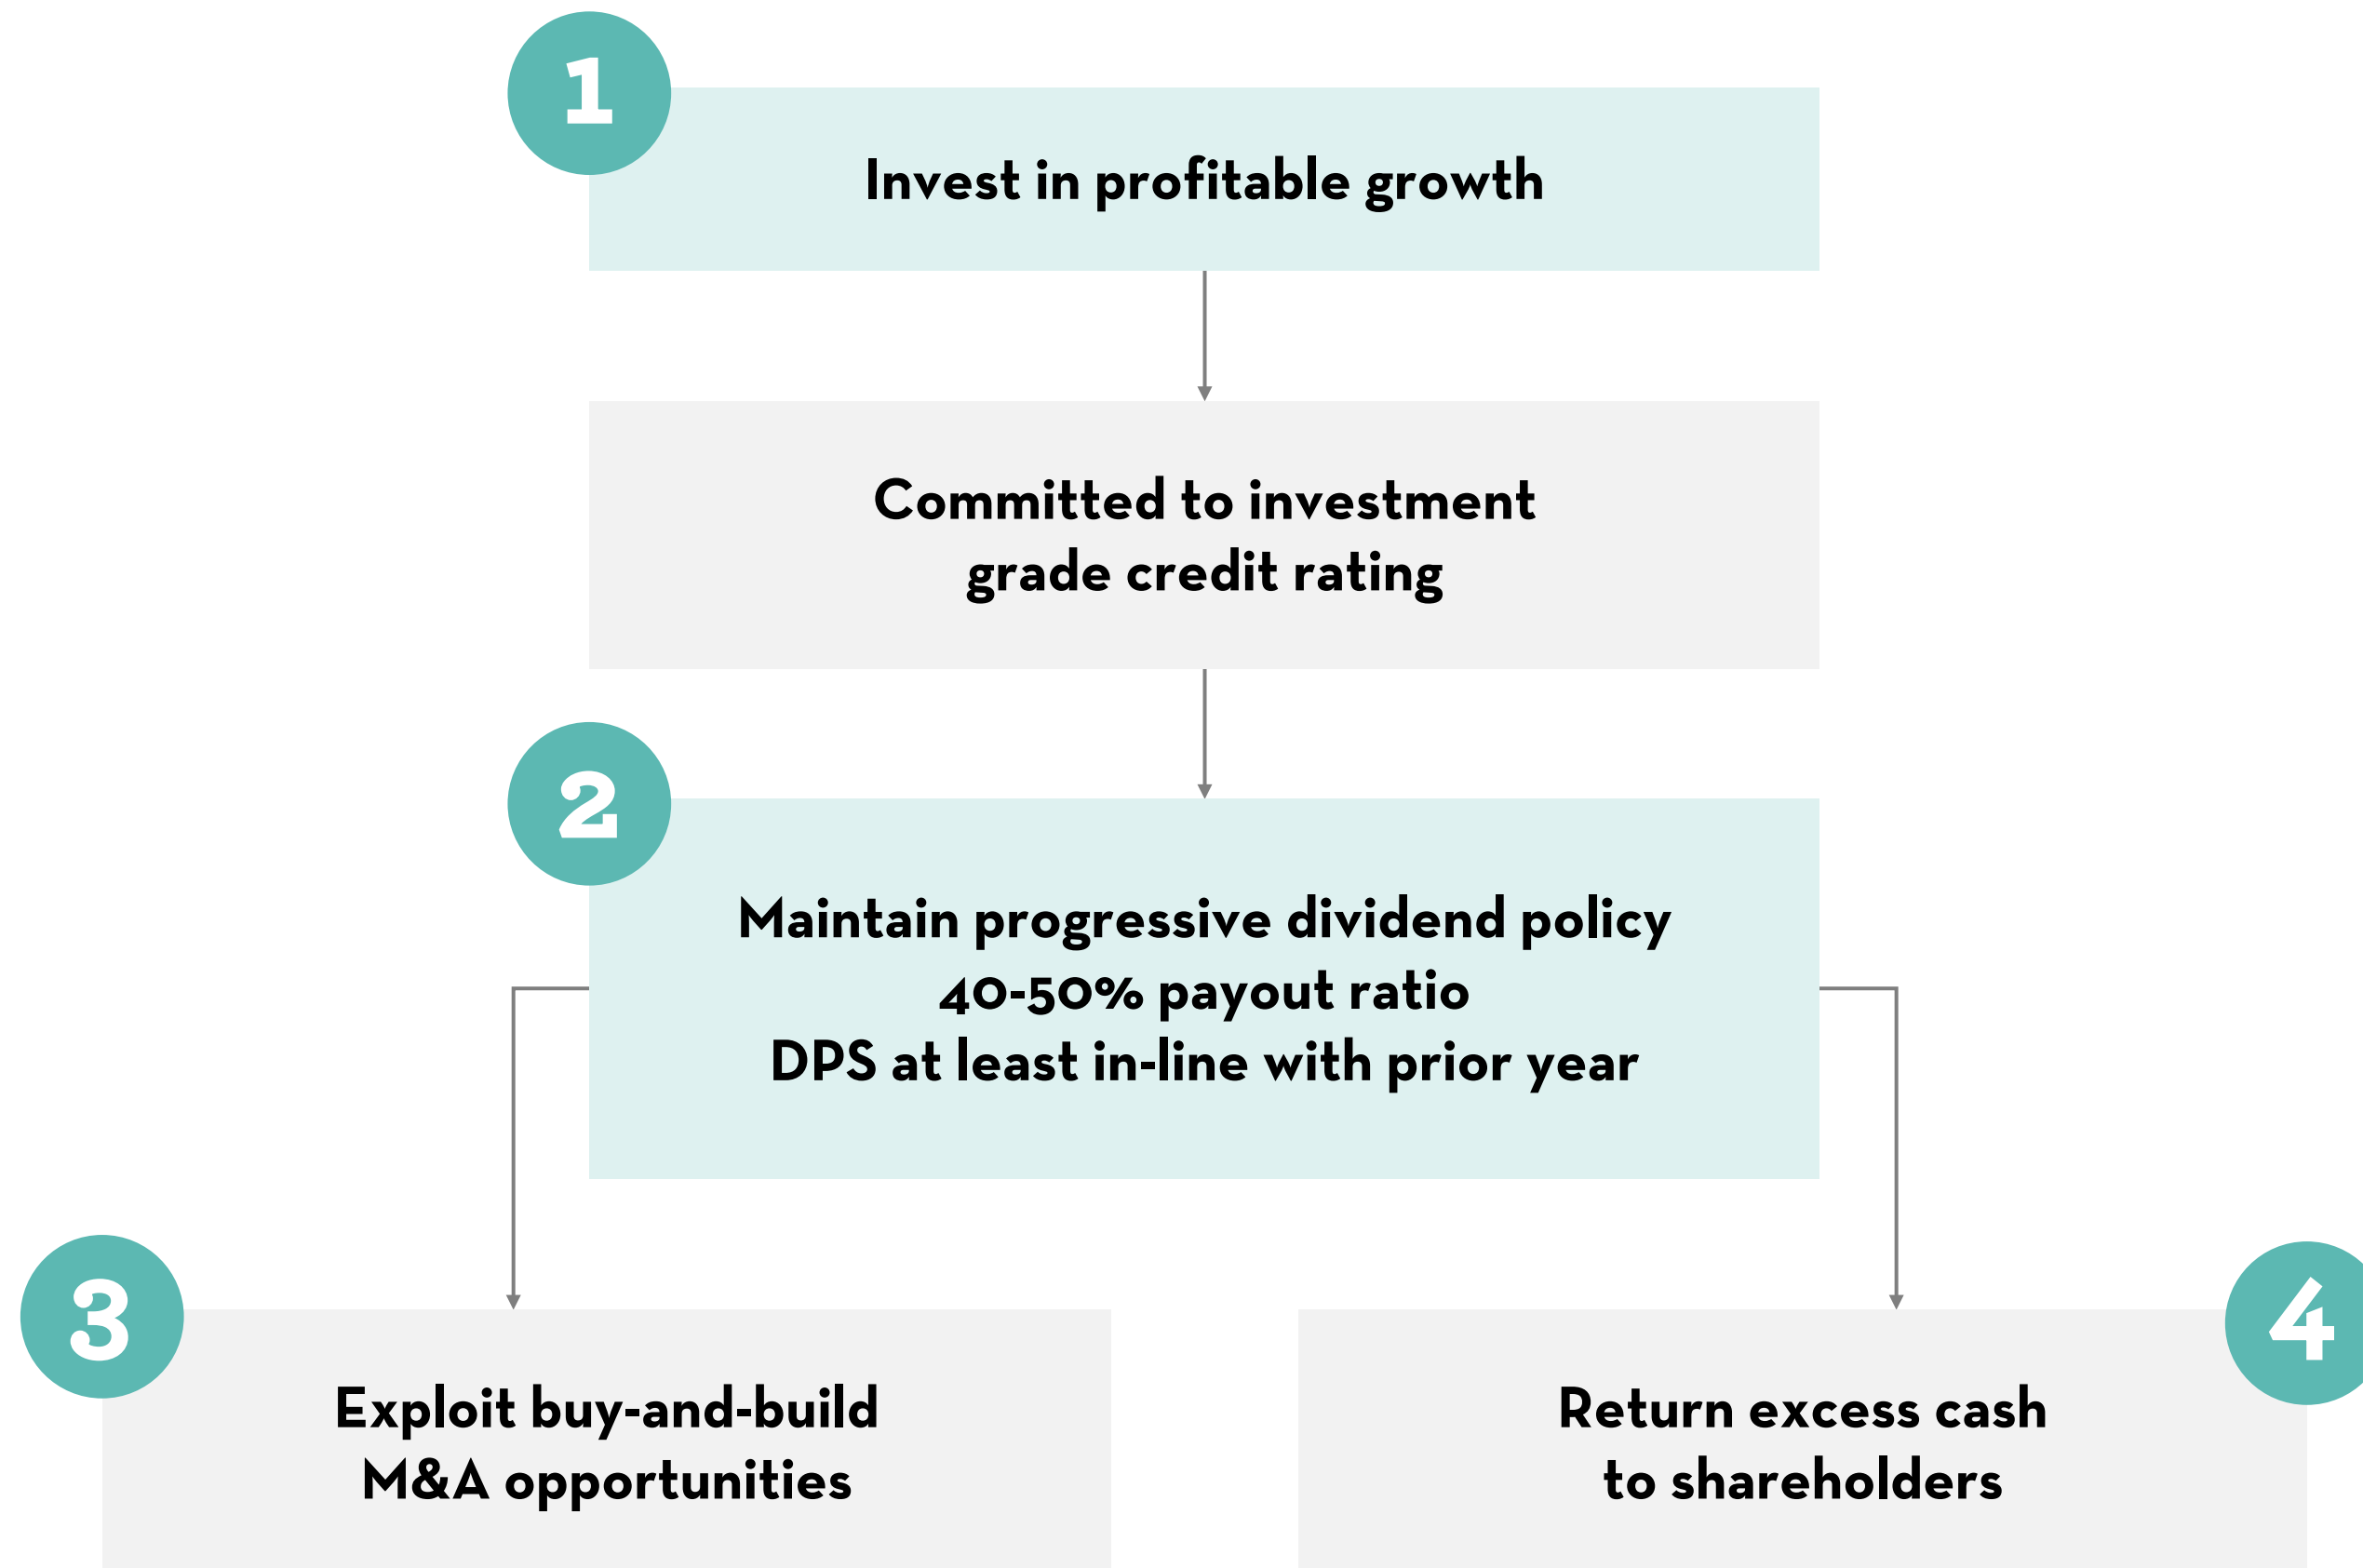 1
Invest in profitable growth
Committed to investment
grade credit rating
2
Maintain progressive dividend policy
40-50% payout ratio
DPS at least in-line with prior year
3
Exploit buy-and-build
M&A opportunities
4
Return excess cash
to shareholders